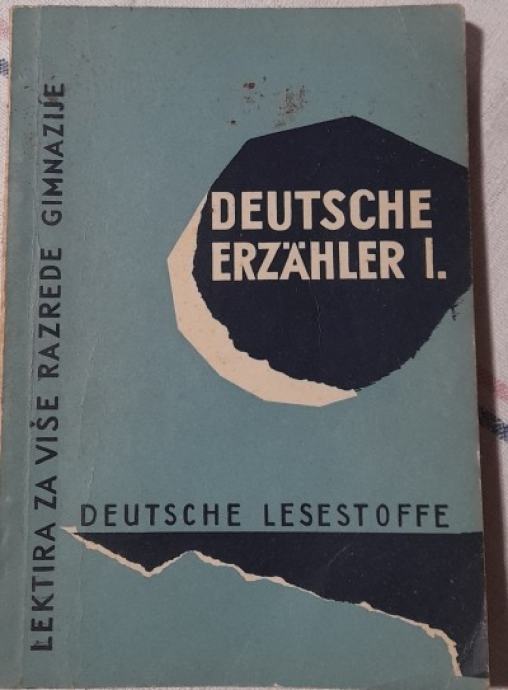 DEUTSCHE
ERZÄHLER I.
DEUTSCHE LESESTOFFE
LEKTIRA ZA VIŠE RAZREDE GIMNAZIJE